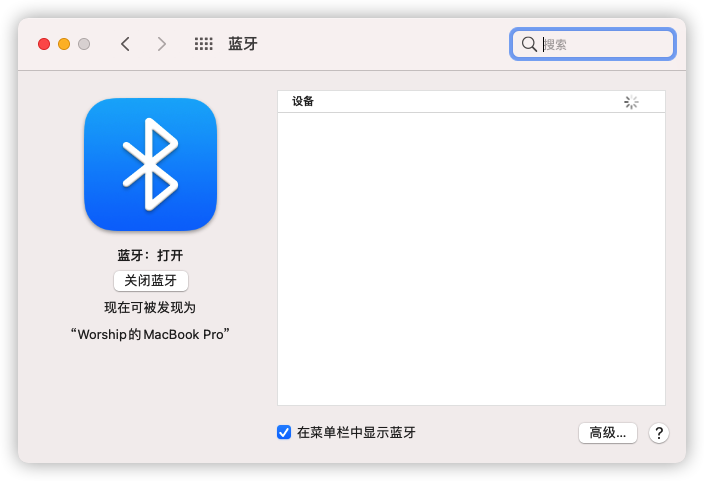 蓝牙
搜索
设备
蓝牙：打开
关闭蓝牙
现在可被发现为
“Worship的MacBook Pro”
在菜单栏中显示蓝牙
高级...
?